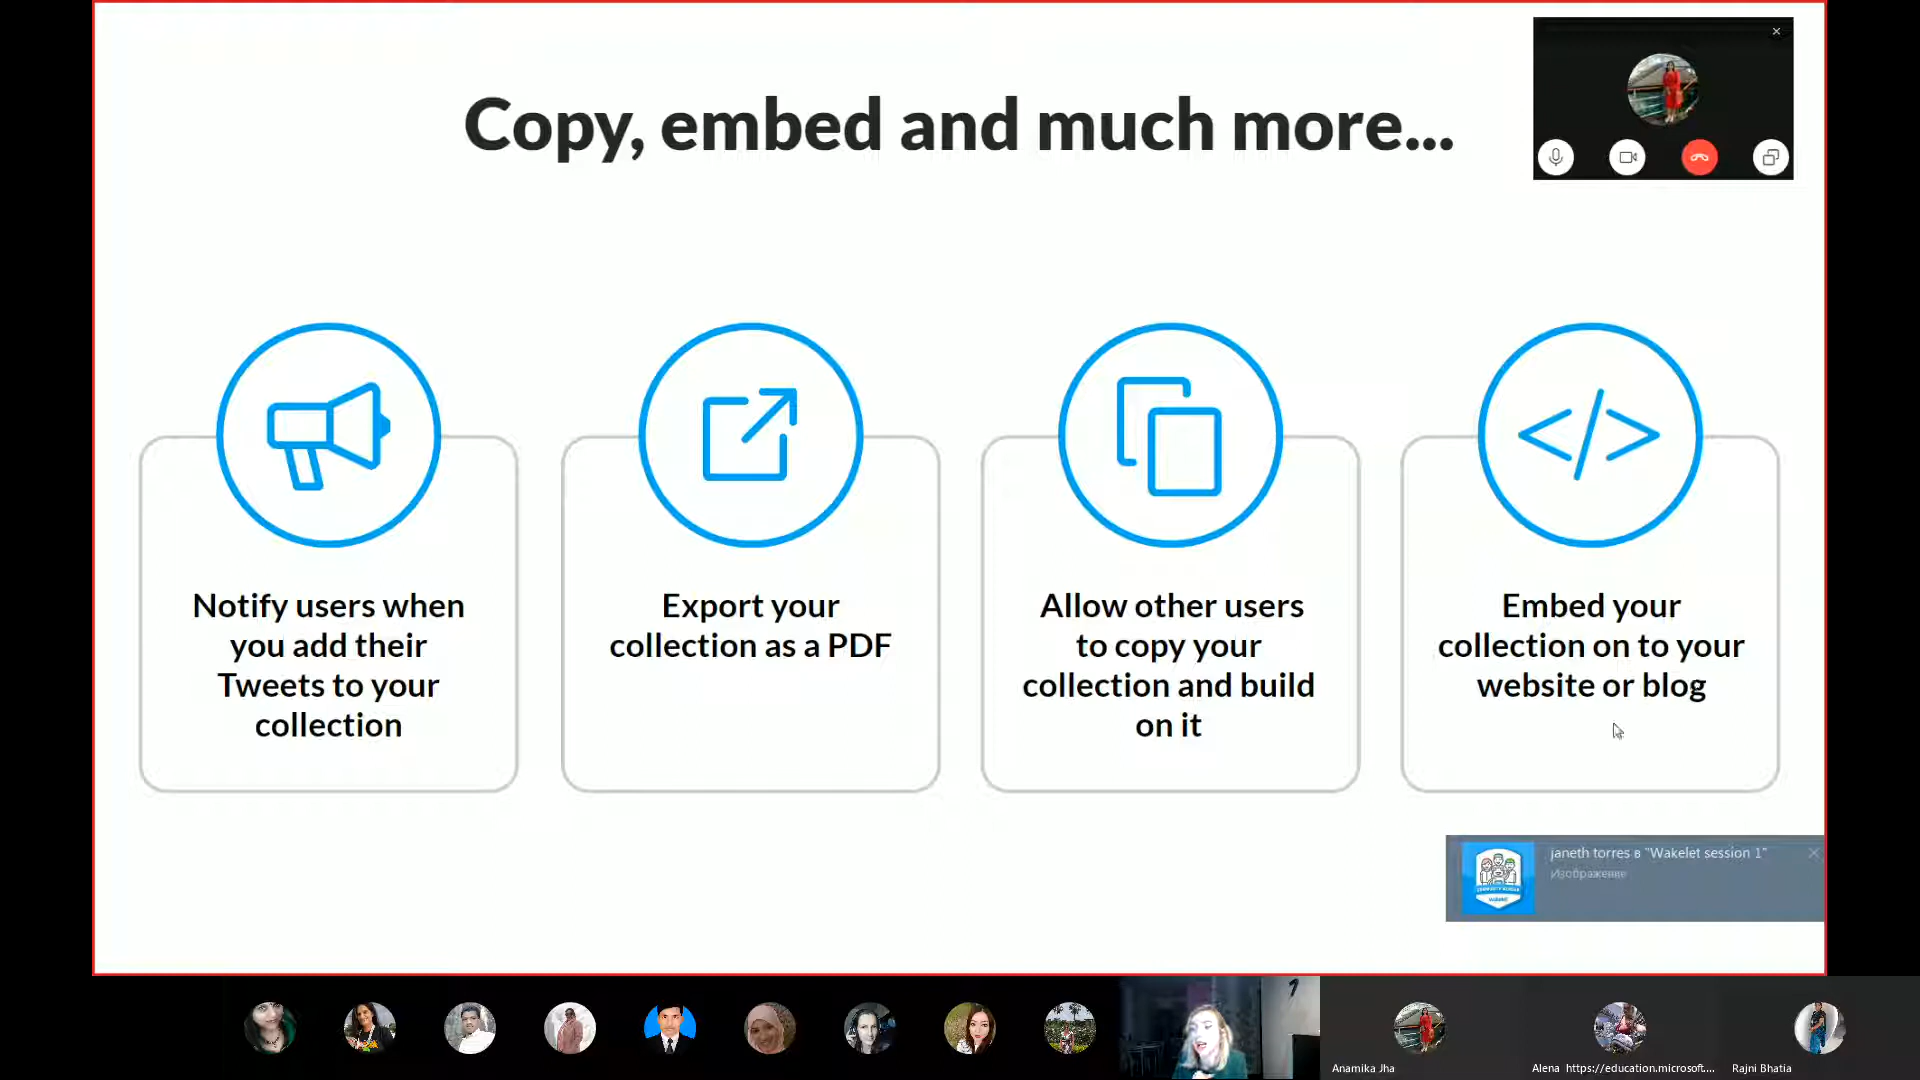 Copy, embed and much more...
Notify users when
you add their
Tweets to your
collection
Export your
collection as a PDF
Allow other users
to copy your
collection and build
on it
Embed your
collection on to your
website or blog
janeth torres в "Wakelet session 1"
Изображение
Anamika Jha
Alena https://education.microsoft....
Rajni Bhatia